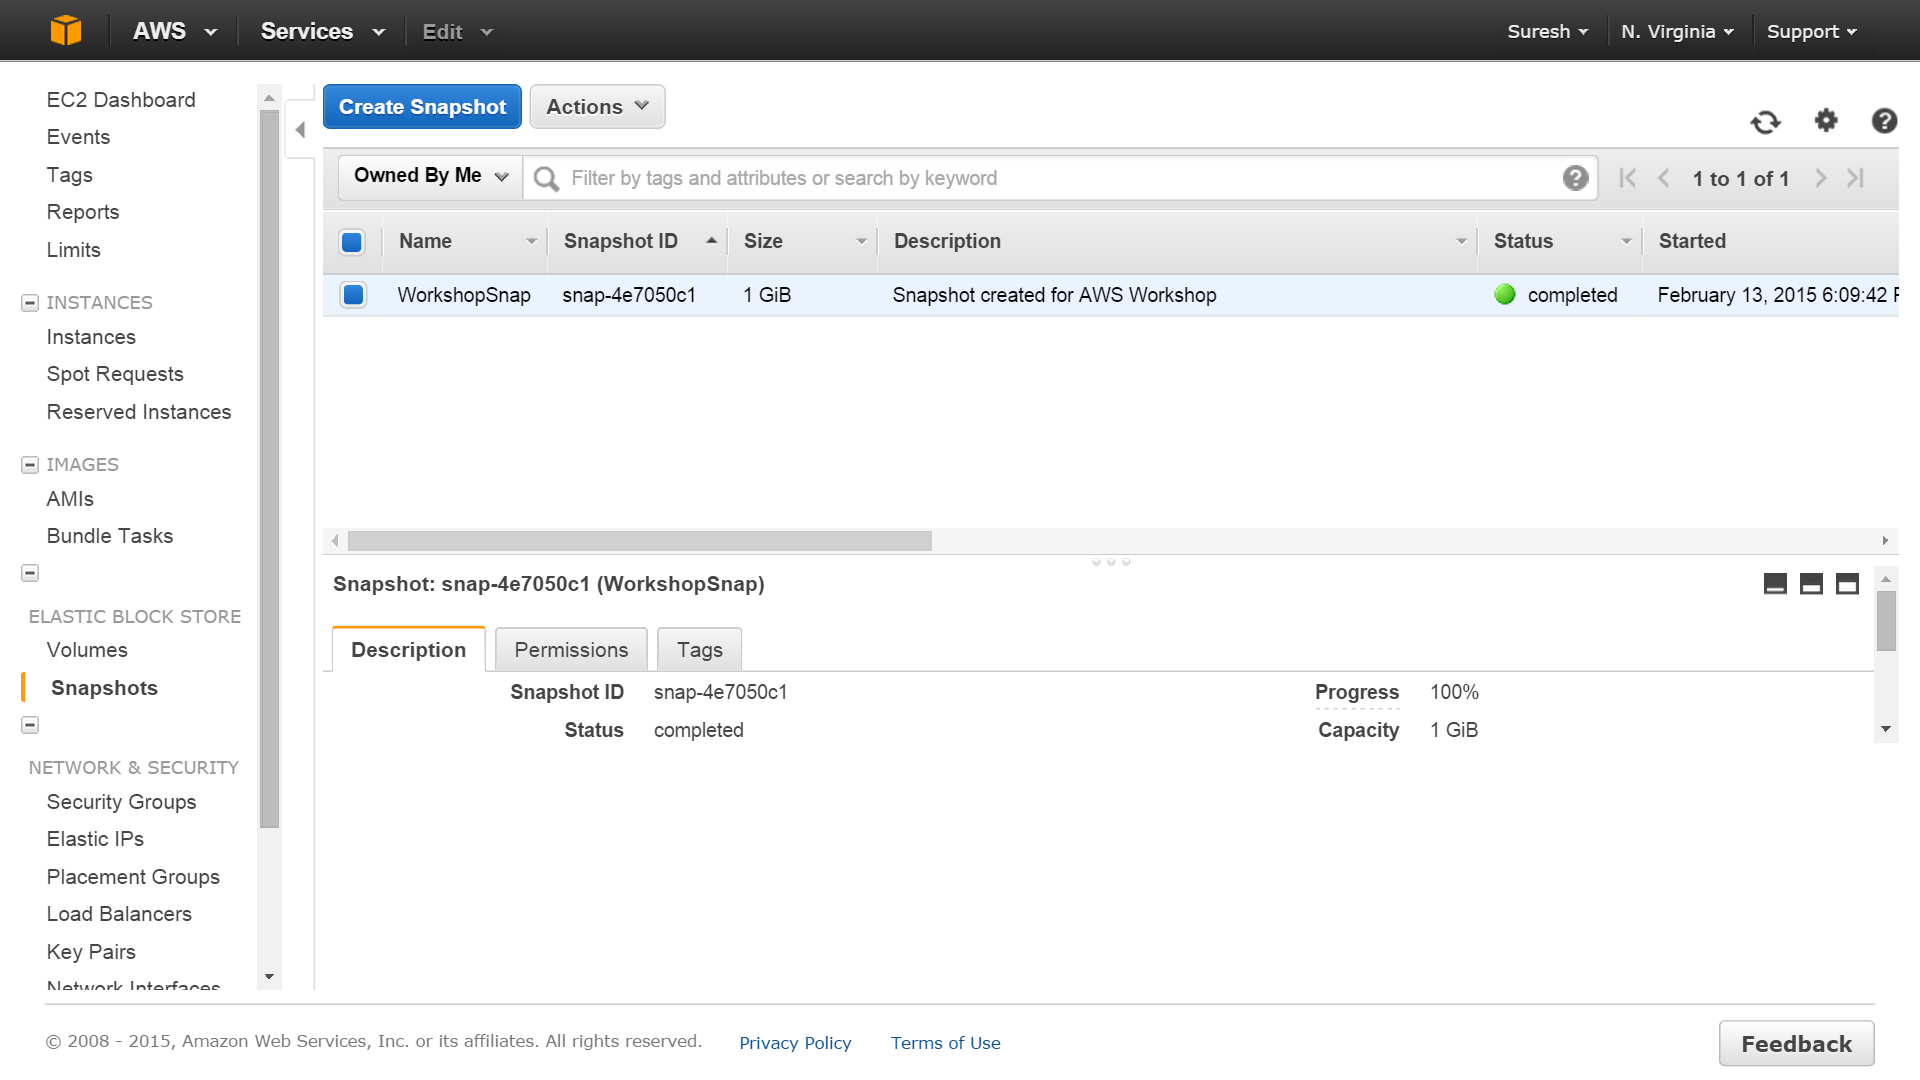 AWS Services Edit Suresh N. Virginia Support
EC2 Dashboard
Events
Tags
Reports
Limits
INSTANCES
Instances
Spot Requests
Reserved Instances
IMAGES
AMIs
Bundle Tasks
ELASTIC BLOCK STORE
Volumes
Snapshots
NETWORK & SECURITY
Security Groups
Elastic IPs
Placement Groups
Load Balancers
Key Pairs
Network Interfaces
Create Snapshot Actions
Owned By Me Filter by tags and attributes or search by keyword 1 to 1 of 1
Name Snapshot ID Size Description Status Started
WorkshopSnap snap-4e7050c1 1 GiB Snapshot created for AWS Workshop completed February 13, 2015 6:09:42
Snapshot: snap-4e7050c1 (WorkshopSnap)
Description Permissions Tags
Snapshot ID snap-4e7050c1 Progress 100%
Status completed Capacity 1 GiB
© 2008 - 2015, Amazon Web Services, Inc. or its affiliates. All rights reserved. Privacy Policy Terms of Use Feedback